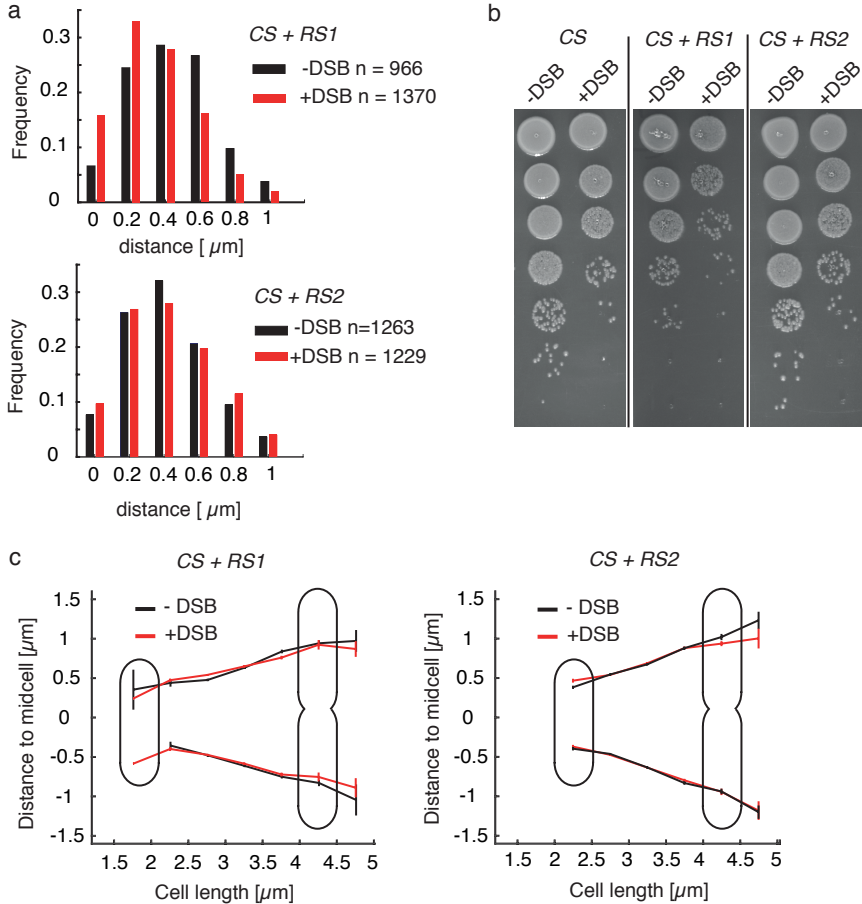 a
CS + RS1
-DSB n = 966
+DSB n = 1370
Frequency
0.3
0.2
0.1
0
0 0.2 0.4 0.6 0.8 1
distance [ µm]
CS + RS2
-DSB n=1263
+DSB n = 1229
Frequency
0.3
0.2
0.1
0
0 0.2 0.4 0.6 0.8 1
distance [ µm]
b
CS CS + RS1 CS + RS2
-DSB +DSB -DSB +DSB -DSB +DSB
c
CS + RS1
- DSB
+DSB
Distance to midcell [µm]
1.5
1
0.5
0
-0.5
-1
-1.5
1.5 2 2.5 3 3.5 4 4.5 5
Cell length [µm]
CS + RS2
- DSB
+DSB
Distance to midcell [µm]
1.5
1
0.5
0
-0.5
-1
-1.5
1.5 2 2.5 3 3.5 4 4.5 5
Cell length [µm]